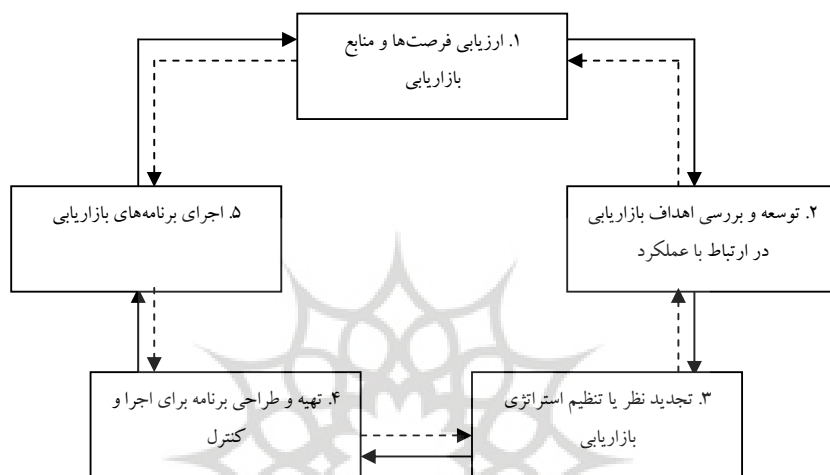 ۱. ارزیابی فرصت‌ها و منابع
بازاریابی
۲. توسعه و بررسی اهداف بازاریابی
در ارتباط با عملکرد
۳. تجدید نظر یا تنظیم استراتژی
بازاریابی
۴. تهیه و طراحی برنامه برای اجرا و
کنترل
۵. اجرای برنامه‌های بازاریابی